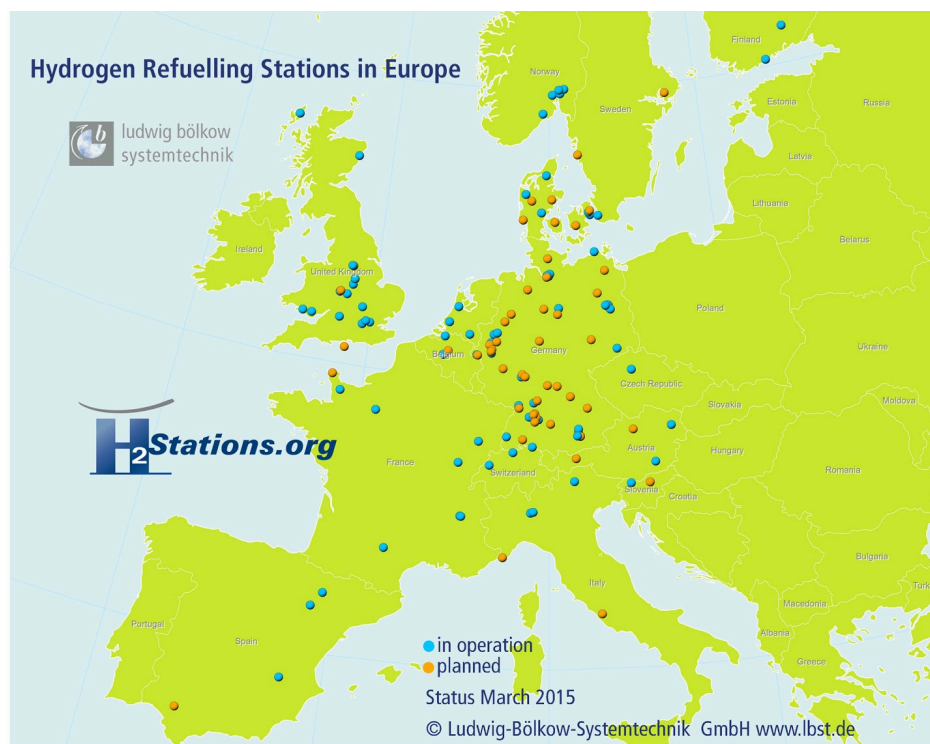 Hydrogen Refuelling Stations in Europe
ludwig bölkow
systemtechnik
b
Norway
Finland
Sweden
Estonia
Russia
Latvia
Lithuania
Belarus
Ireland
United Kingdom
Poland
Ukraine
Belgium
Germany
Czech Republic
Slovakia
Moldova
H2Stations.org
France
Austria
Hungary
Switzerland
Romania
Slovenia
Croatia
Bulgaria
Italy
Turk
Macedonia
Portugal
Spain
Albania
Greece
in operation
planned
Status March 2015
© Ludwig-Bölkow-Systemtechnik GmbH www.lbst.de